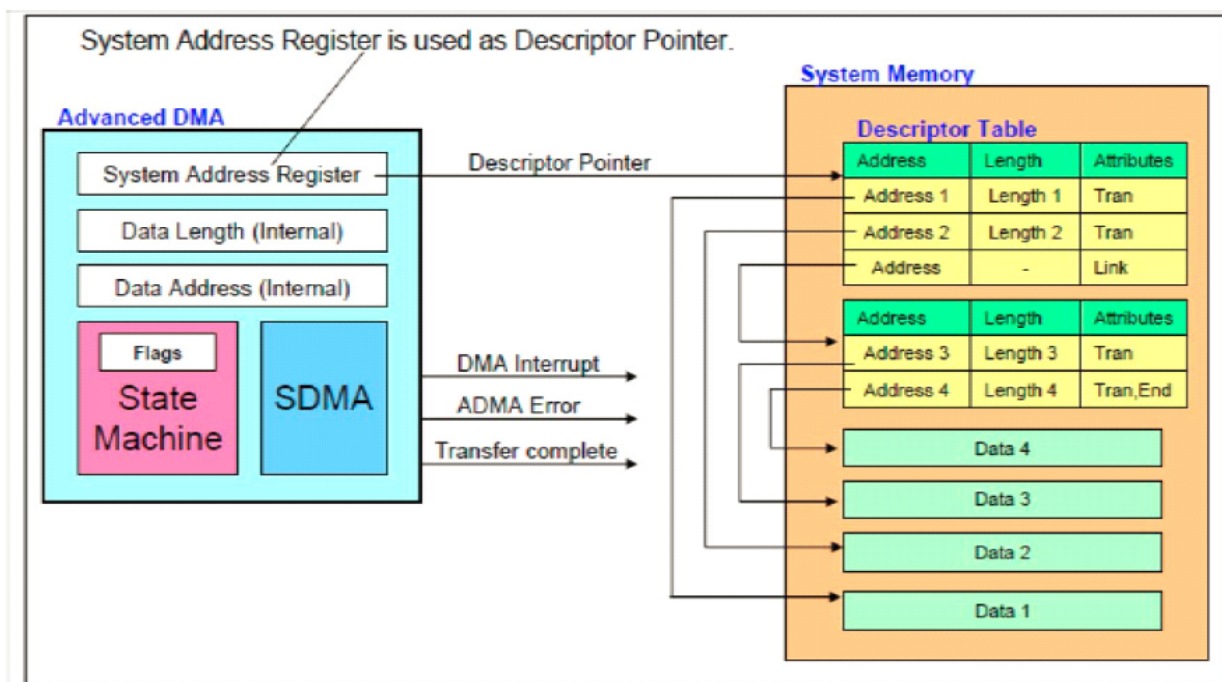 System Address Register is used as Descriptor Pointer.
Advanced DMA
System Address Register
Data Length (Internal)
Data Address (Internal)
Flags
State
Machine
SDMA
Descriptor Pointer
DMA Interrupt
ADMA Error
Transfer complete
System Memory
Descriptor Table
Address Length Attributes
Address 1 Length 1 Tran
Address 2 Length 2 Tran
Address - Link
Address Length Attributes
Address 3 Length 3 Tran
Address 4 Length 4 Tran,End
Data 4
Data 3
Data 2
Data 1